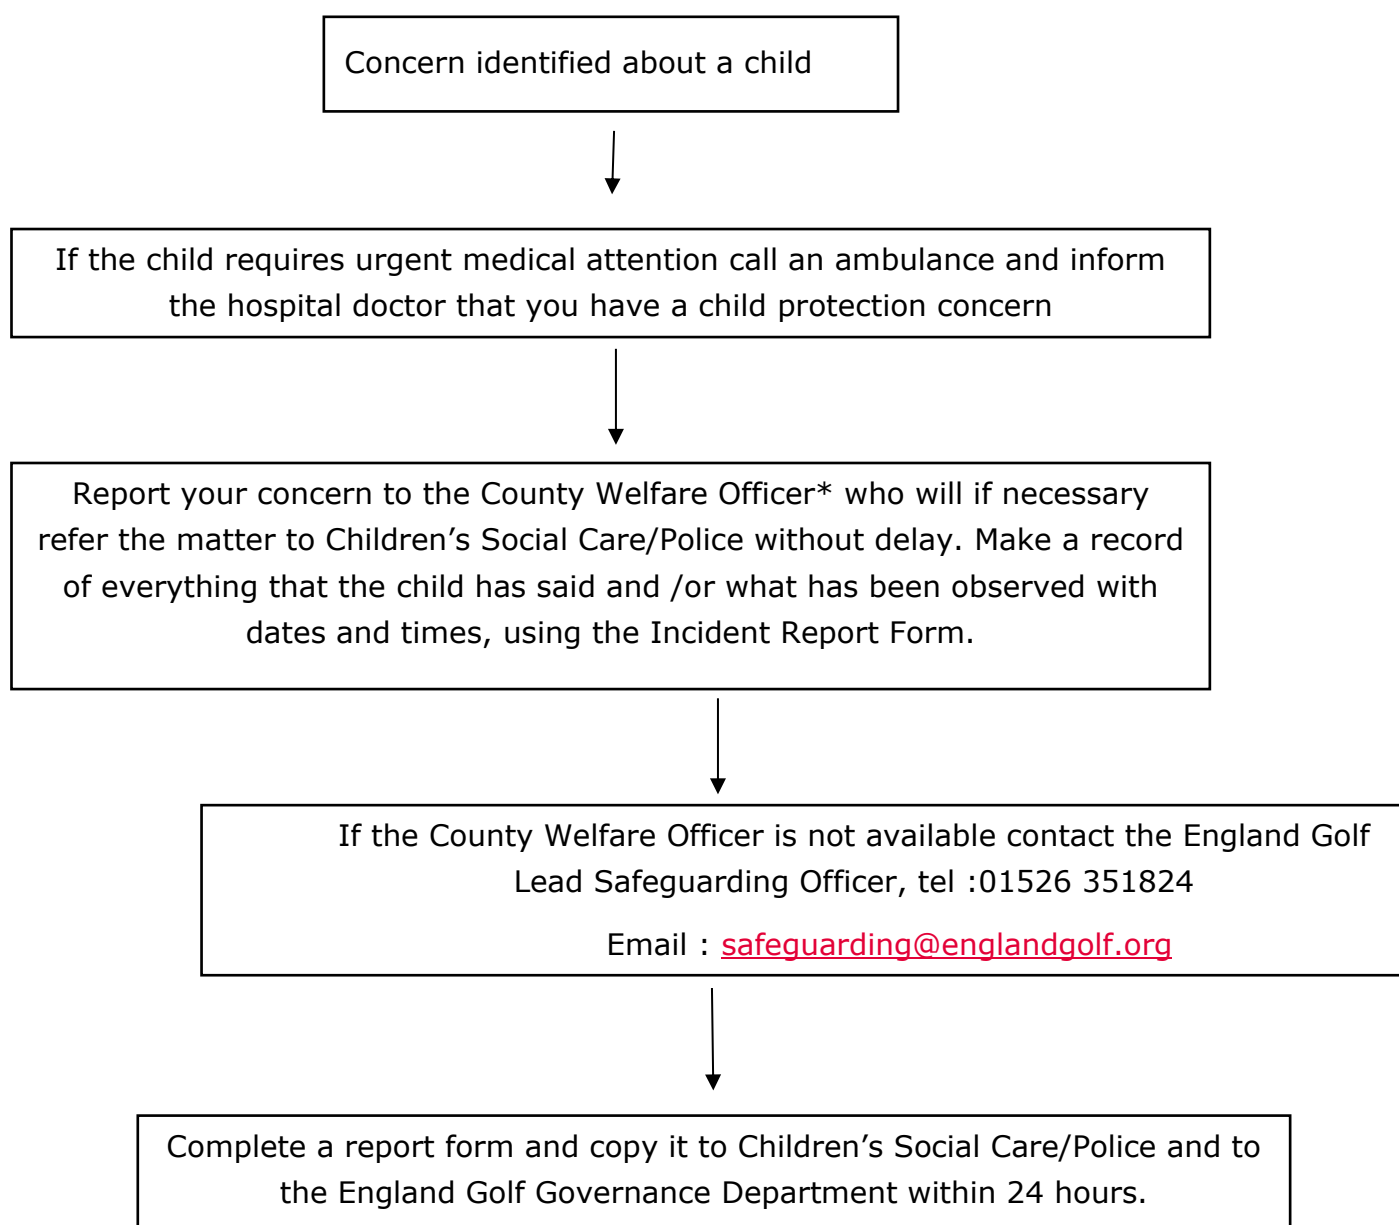 Concern identified about a child
If the child requires urgent medical attention call an ambulance and inform
the hospital doctor that you have a child protection concern
Report your concern to the County Welfare Officer* who will if necessary
refer the matter to Children’s Social Care/Police without delay. Make a record
of everything that the child has said and /or what has been observed with
dates and times, using the Incident Report Form.
If the County Welfare Officer is not available contact the England Golf
Lead Safeguarding Officer, tel :01526 351824
Email : safeguarding@englandgolf.org
Complete a report form and copy it to Children’s Social Care/Police and to
the England Golf Governance Department within 24 hours.